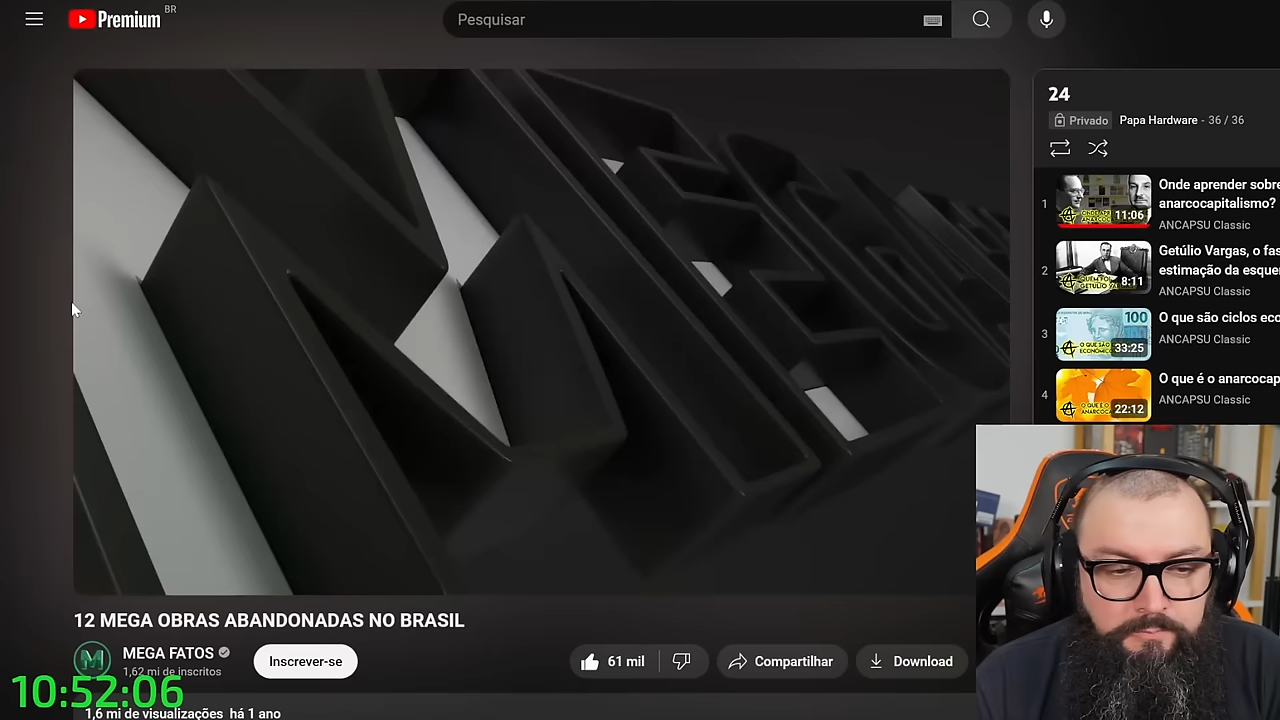 Premium BR
Pesquisar
24
Privado Papa Hardware - 36 / 36
1
11:06
Onde aprender sobre
anarcocapitalismo?
ANCAPSU Classic
2
8:11
Getúlio Vargas, o fas
estimação da esque
ANCAPSU Classic
3
100
33:25
O que são ciclos eco
ANCAPSU Classic
4
22:12
O que é o anarcocap
ANCAPSU Classic
12 MEGA OBRAS ABANDONADAS NO BRASIL
M
MEGA FATOS
1,62 mi de inscritos
Inscrever-se
61 mil
Compartilhar
Download
10:52:06
1,6 mi de visualizações há 1 ano